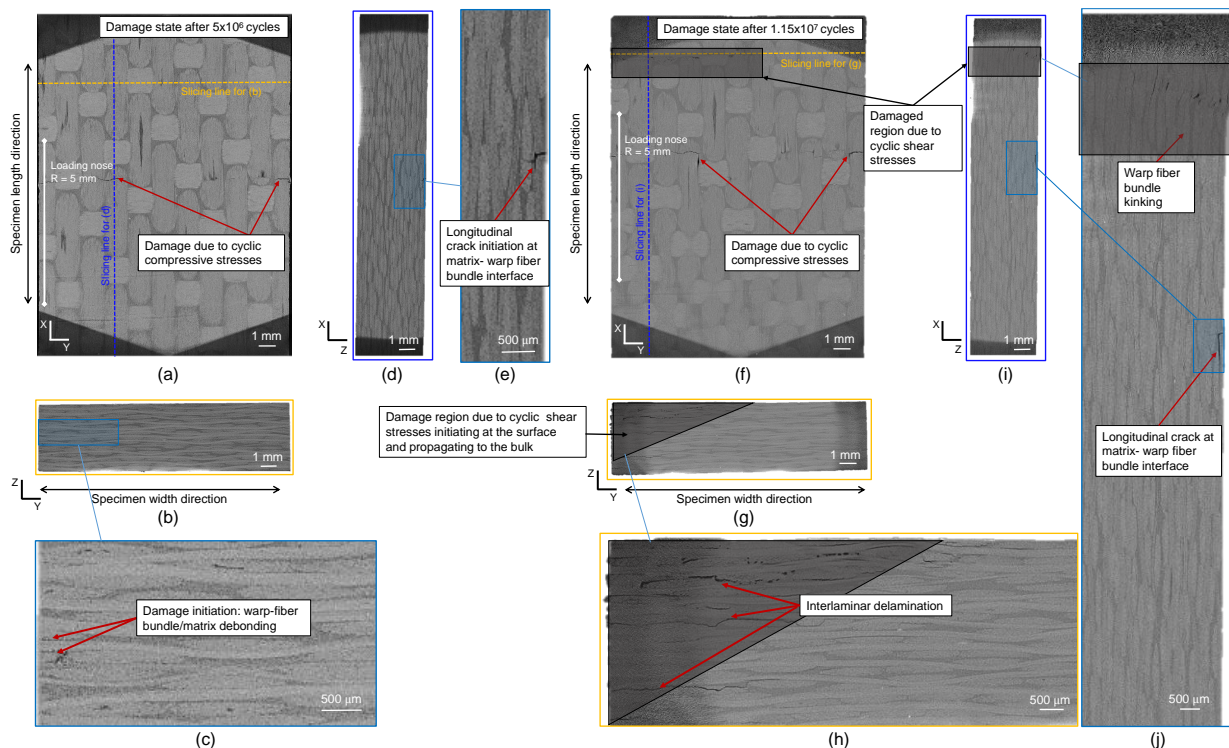 Damage state after 5x10⁶ cycles
Slicing line for (b)
Specimen length direction
Loading nose
R = 5 mm
Slicing line for (d)
Damage due to cyclic
compressive stresses
X
Y
1 mm
(a)
X
Z
1 mm
(d)
Longitudinal
crack initiation at
matrix- warp fiber
bundle interface
500 µm
(e)
1 mm
Z
Y
Specimen width direction
(b)
Damage initiation: warp-fiber
bundle/matrix debonding
500 µm
(c)
Damage state after 1.15x10⁷ cycles
Slicing line for (g)
Specimen length direction
Loading nose
R = 5 mm
Slicing line for (i)
Damaged
region due to
cyclic shear
stresses
Damage due to cyclic
compressive stresses
X
Y
1 mm
(f)
X
Z
1 mm
(i)
Warp fiber
bundle
kinking
Longitudinal crack at
matrix- warp fiber
bundle interface
500 µm
(j)
Damage region due to cyclic shear
stresses initiating at the surface
and propagating to the bulk
1 mm
Z
Y
Specimen width direction
(g)
Interlaminar delamination
500 µm
(h)